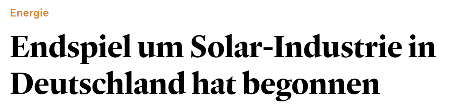 Energie
Endspiel um Solar-Industrie in
Deutschland hat begonnen